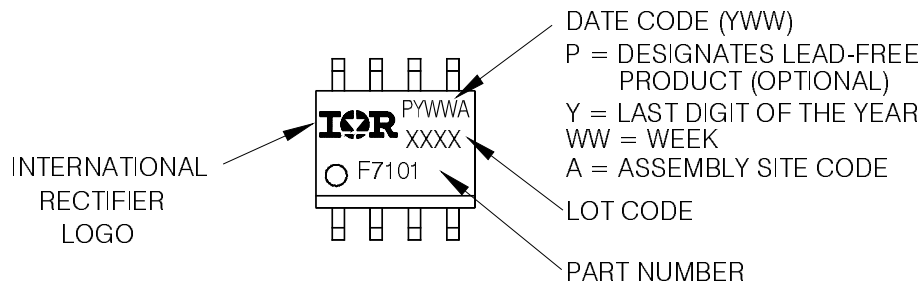 DATE CODE (YWW)
P = DESIGNATES LEAD-FREE
PRODUCT (OPTIONAL)
Y = LAST DIGIT OF THE YEAR
WW = WEEK
A = ASSEMBLY SITE CODE
PYWWA
IOR
XXXX
F7101
INTERNATIONAL
RECTIFIER
LOGO
LOT CODE
PART NUMBER